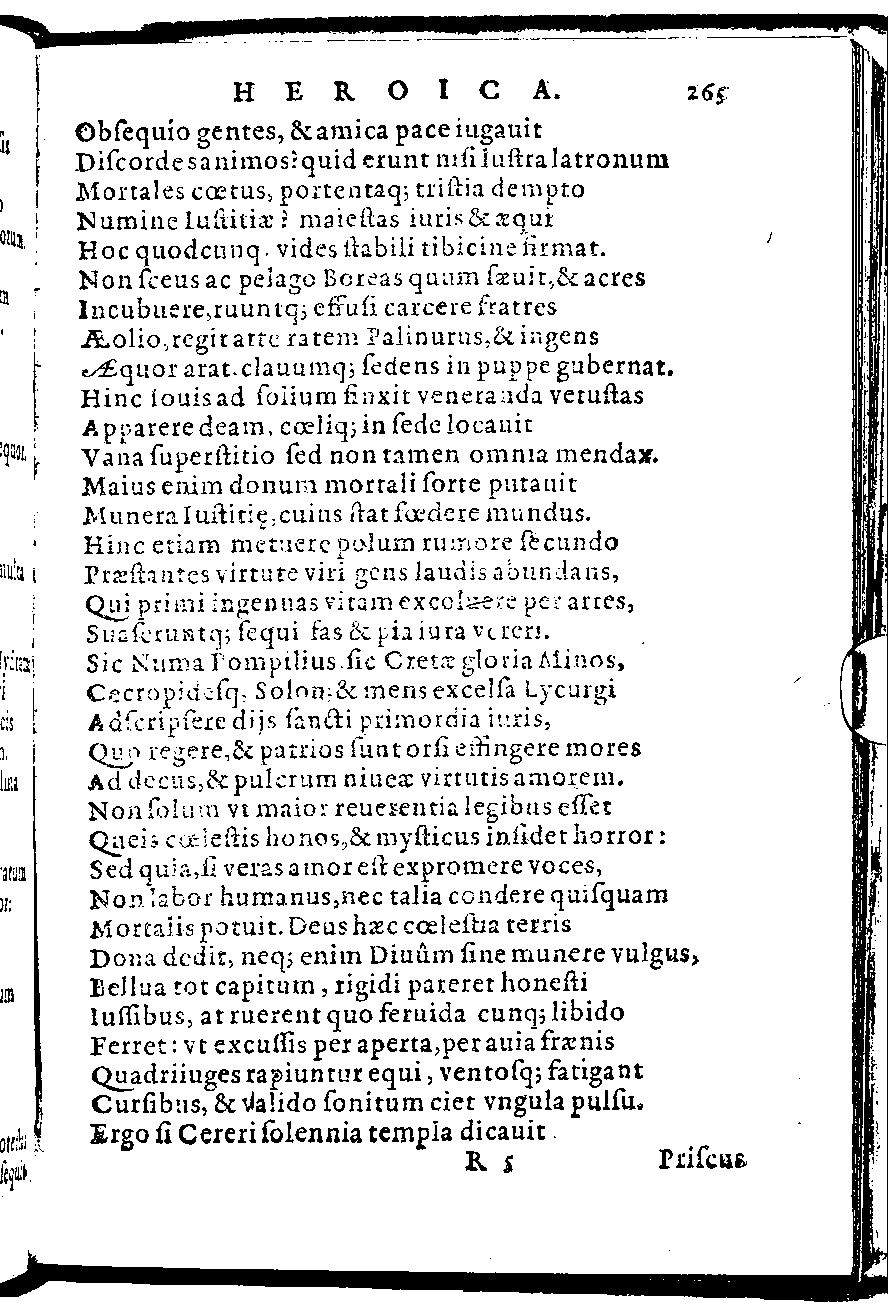 HEROICA. 265
Obſequio gentes, & amica pace iugauit
Diſcordes animos? quid erunt niſi luſtra latronum
Mortales cœtus, portentaq; triſtia dempto
Numine Iuſtitiæ? maieſtas iuris & æqui
Hoc quodcunq. vides ſtabili tibicine firmat.
Non ſceus ac pelago Boreas quum ſæuit, & acres
Incubuere, ruuntq; effuſi carcere fratres
Æolio, regit arte ratem Palinurus, & ingens
Æquor arat. clauumq; ſedens in puppe gubernat.
Hinc Iouis ad ſolium finxit veneranda vetuſtas
Apparere deam, cœliq; in ſede locauit
Vana ſuperſtitio ſed non tamen omnia mendax.
Maius enim donum mortali ſorte putauit
Munera Iuſtitię, cuius ſtat fœdere mundus.
Hinc etiam metuere polum rumore ſecundo
Præſtantes virtute viri gens laudis abundans,
Qui primi ingenuas vitam excoluere per artes,
Suaſeruntq; ſequi fas & pia iura vereri.
Sic Numa Pompilius. ſic Cretæ gloria Minos,
Cecropideſq. Solon; & mens excelſa Lycurgi
Adſcripſere dijs ſancti primordia iuris,
Quo regere, & patrios ſunt orſi effingere mores
Ad decus, & pulcrum niueæ virtutis amorem.
Non ſolum vt maior reuerentia legibus eſſet
Queis cœleſtis honos, & myſticus inſidet horror:
Sed quia, ſi veras amor eſt expromere voces,
Non labor humanus, nec talia condere quiſquam
Mortalis potuit. Deus hæc cœleſtia terris
Dona dedit, neq; enim Diuûm ſine munere vulgus,
Bellua tot capitum, rigidi pareret honeſti
Iuſſibus, at ruerent quo feruida cunq; libido
Ferret: vt excuſſis per aperta, per auia frænis
Quadriiuges rapiuntur equi, ventoſq; fatigant
Curſibus, & valido ſonitum ciet vngula pulſu.
Ergo ſi Cereri ſolennia templa dicauit
R 5 Priſcus